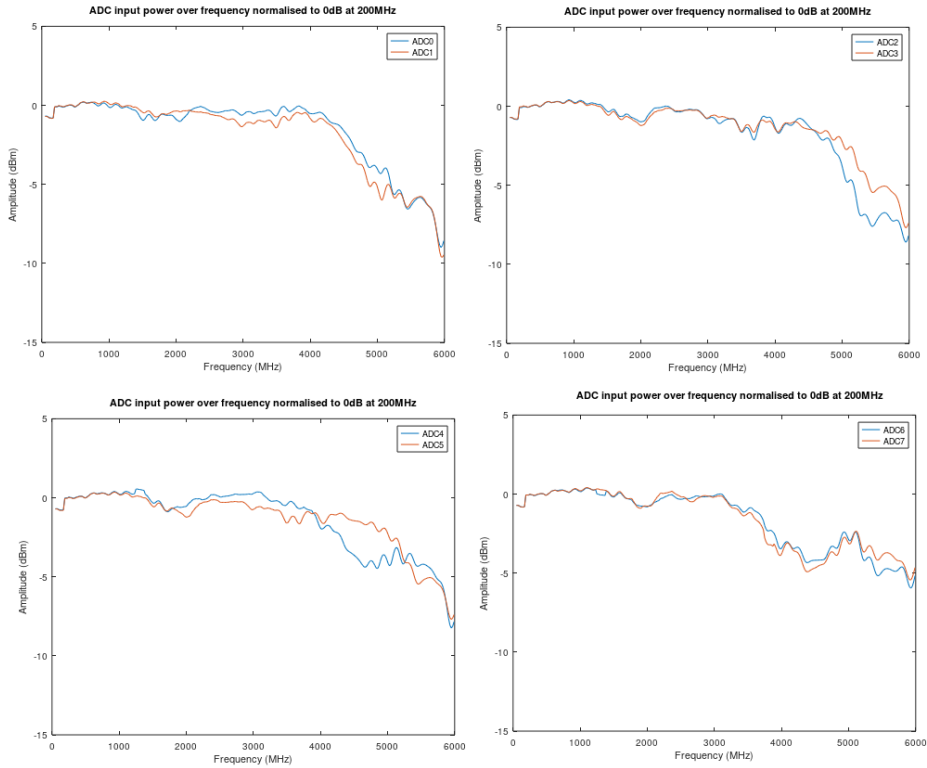 ADC input power over frequency normalised to 0dB at 200MHz
5
0
-5
-10
-15
Amplitude (dBm)
0 1000 2000 3000 4000 5000 6000
Frequency (MHz)
ADC0
ADC1
ADC input power over frequency normalised to 0dB at 200MHz
5
0
-5
-10
-15
Amplitude (dBm)
0 1000 2000 3000 4000 5000 6000
Frequency (MHz)
ADC2
ADC3
ADC input power over frequency normalised to 0dB at 200MHz
5
0
-5
-10
-15
Amplitude (dBm)
0 1000 2000 3000 4000 5000 6000
Frequency (MHz)
ADC4
ADC5
ADC input power over frequency normalised to 0dB at 200MHz
5
0
-5
-10
-15
Amplitude (dBm)
0 1000 2000 3000 4000 5000 6000
Frequency (MHz)
ADC6
ADC7